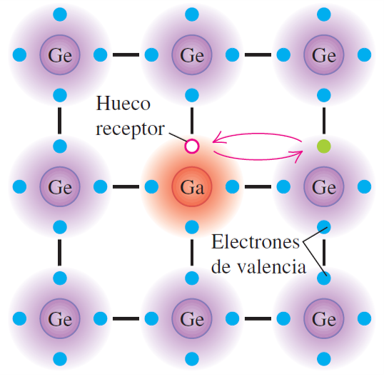 Ge Ge Ge
Hueco
receptor
Ge Ga Ge
Electrones
de valencia
Ge Ge Ge